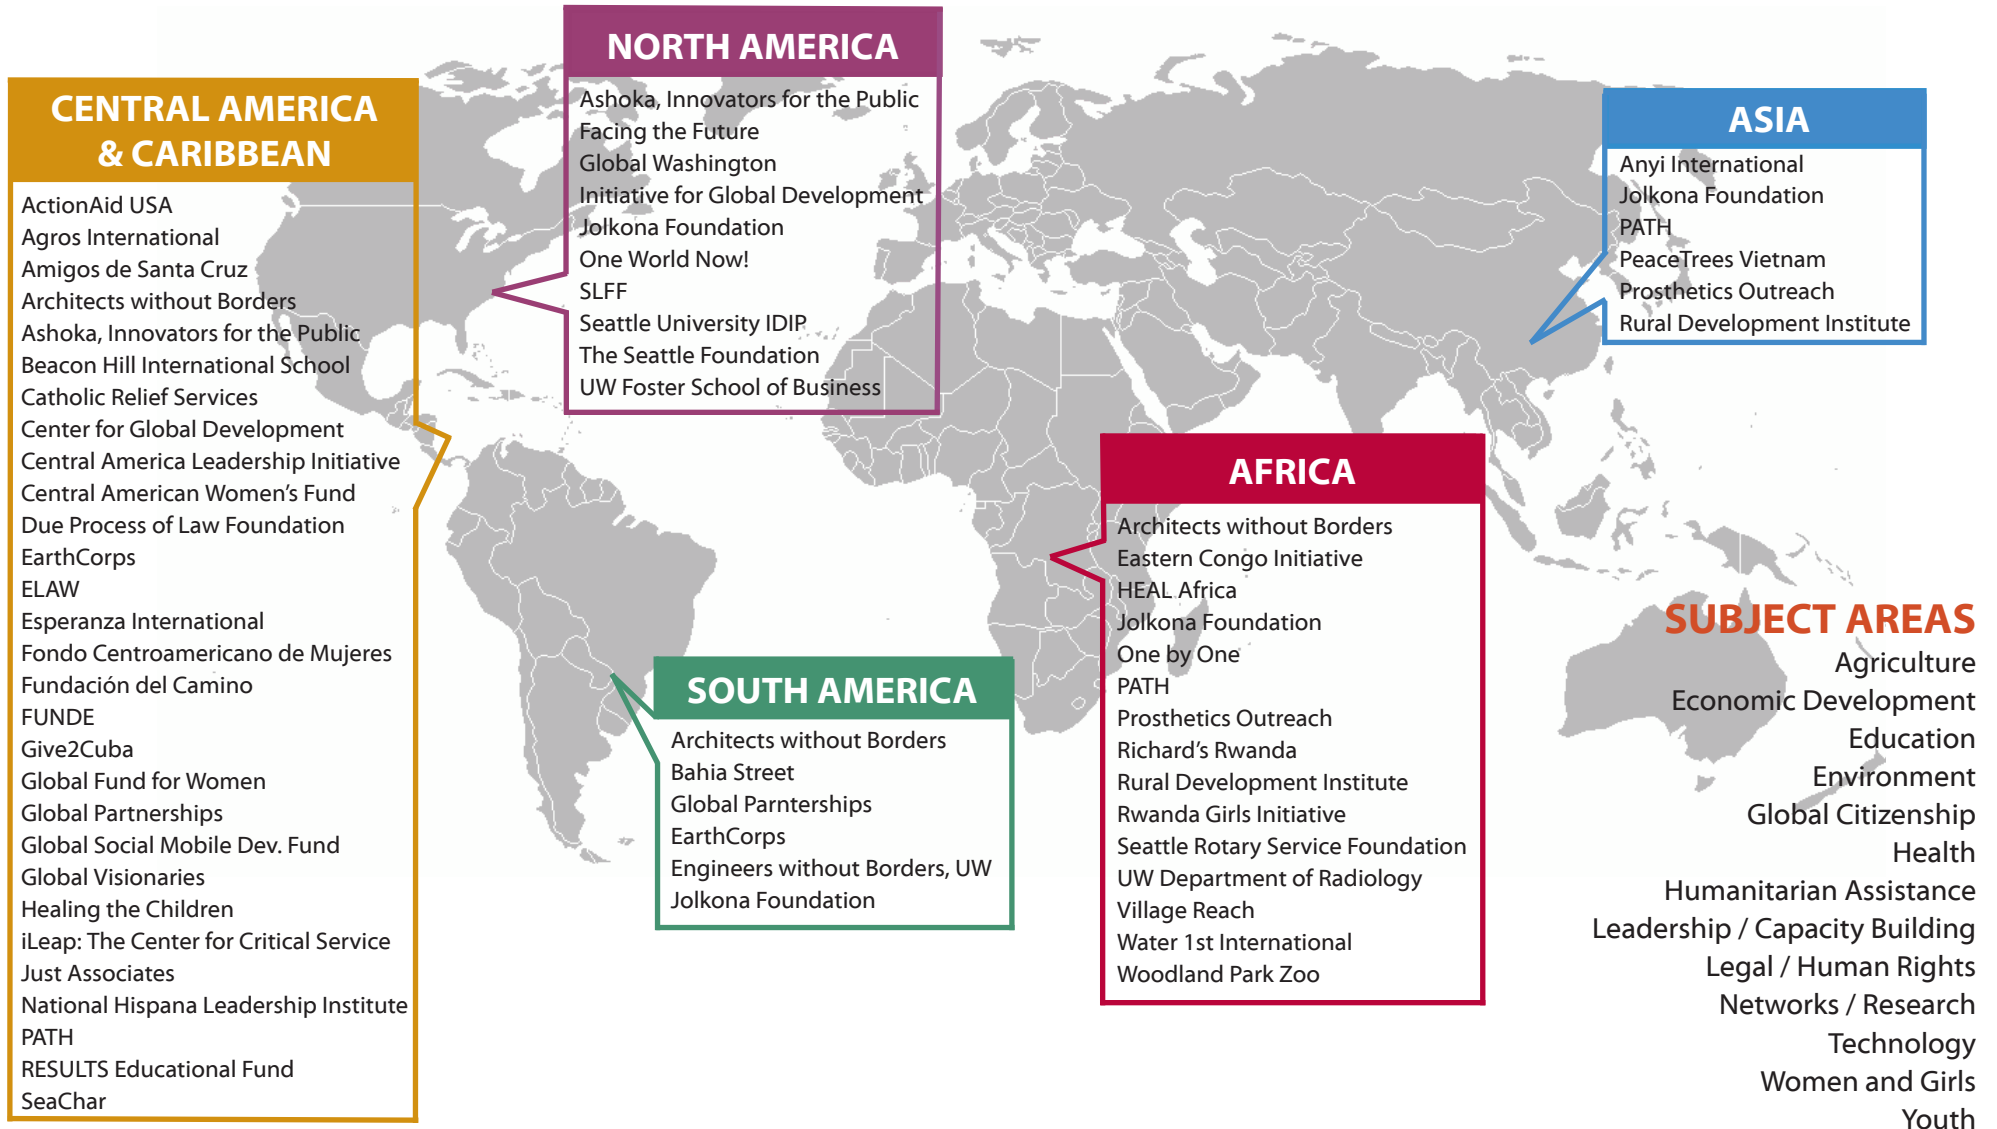 CENTRAL AMERICA
& CARIBBEAN
ActionAid USA
Agros International
Amigos de Santa Cruz
Architects without Borders
Ashoka, Innovators for the Public
Beacon Hill International School
Catholic Relief Services
Center for Global Development
Central America Leadership Initiative
Central American Women's Fund
Due Process of Law Foundation
EarthCorps
ELAW
Esperanza International
Fondo Centroamericano de Mujeres
Fundación del Camino
FUNDE
Give2Cuba
Global Fund for Women
Global Partnerships
Global Social Mobile Dev. Fund
Global Visionaries
Healing the Children
iLeap: The Center for Critical Service
Just Associates
National Hispana Leadership Institute
PATH
RESULTS Educational Fund
SeaChar
NORTH AMERICA
Ashoka, Innovators for the Public
Facing the Future
Global Washington
Initiative for Global Development
Jolkona Foundation
One World Now!
SLFF
Seattle University IDIP
The Seattle Foundation
UW Foster School of Business
SOUTH AMERICA
Architects without Borders
Bahia Street
Global Parnterships
EarthCorps
Engineers without Borders, UW
Jolkona Foundation
AFRICA
Architects without Borders
Eastern Congo Initiative
HEAL Africa
Jolkona Foundation
One by One
PATH
Prosthetics Outreach
Richard's Rwanda
Rural Development Institute
Rwanda Girls Initiative
Seattle Rotary Service Foundation
UW Department of Radiology
Village Reach
Water 1st International
Woodland Park Zoo
ASIA
Anyi International
Jolkona Foundation
PATH
PeaceTrees Vietnam
Prosthetics Outreach
Rural Development Institute
SUBJECT AREAS
Agriculture
Economic Development
Education
Environment
Global Citizenship
Health
Humanitarian Assistance
Leadership / Capacity Building
Legal / Human Rights
Networks / Research
Technology
Women and Girls
Youth